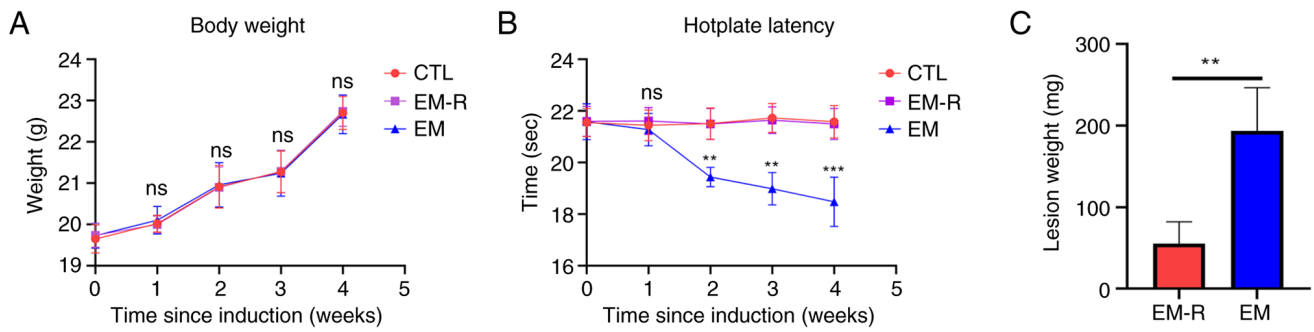 A
Body weight
Weight (g)
24
23
22
21
20
19
ns
ns
ns
ns
CTL
EM-R
EM
0 1 2 3 4 5
Time since induction (weeks)
B
Hotplate latency
Time (sec)
24
22
20
18
16
ns
**
**
***
CTL
EM-R
EM
0 1 2 3 4 5
Time since induction (weeks)
C
Lesion weight (mg)
300
200
100
0
**
EM-R EM